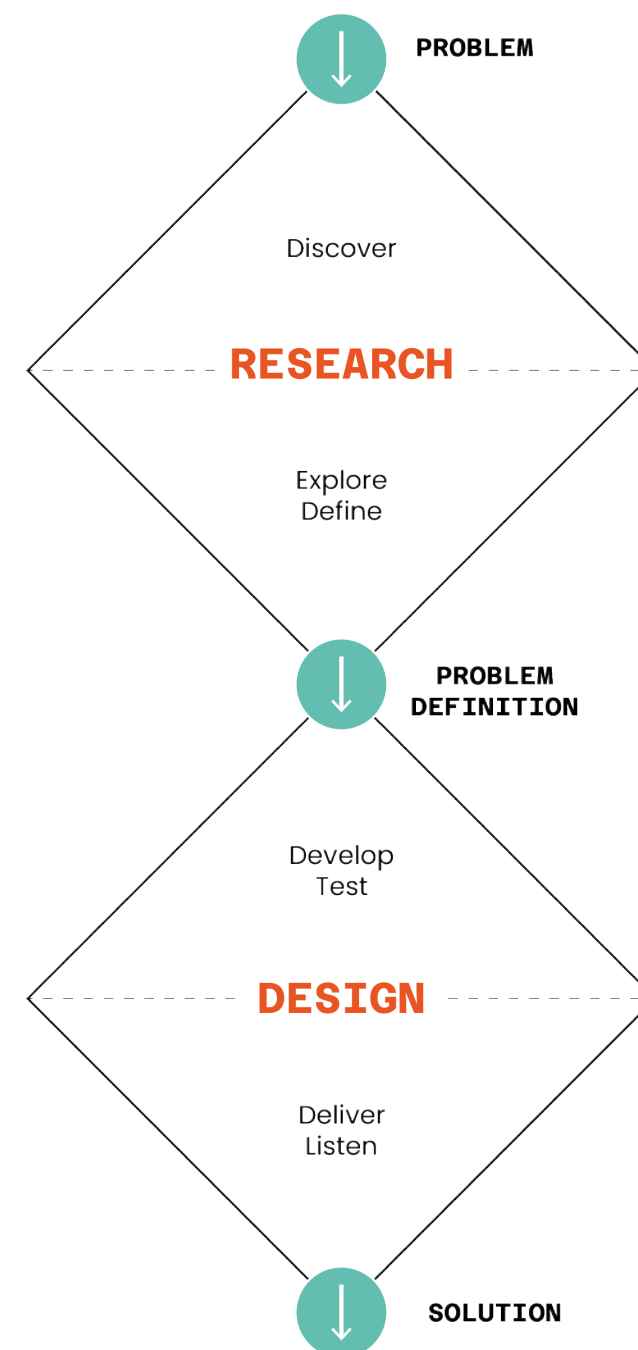 PROBLEM
Discover
RESEARCH
Explore
Define
PROBLEM
DEFINITION
Develop
Test
DESIGN
Deliver
Listen
SOLUTION